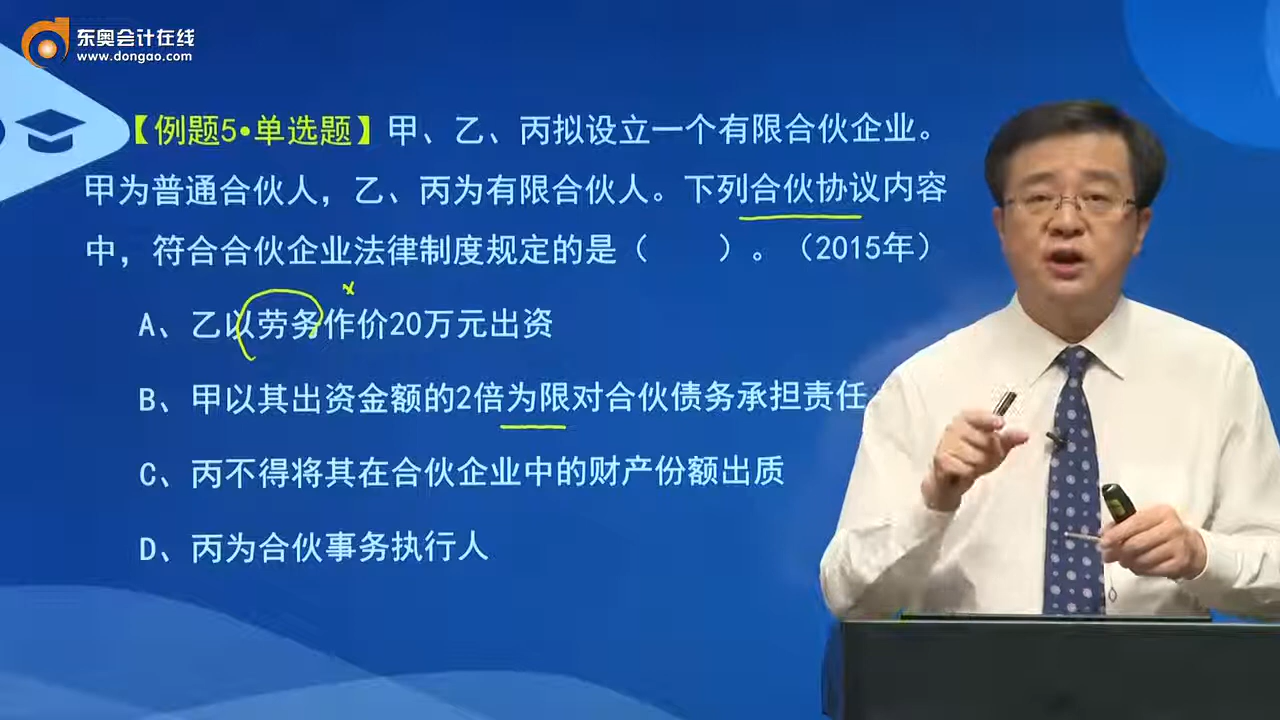 东奥会计在线
www.dongao.com
【例题5•单选题】甲、乙、丙拟设立一个有限合伙企业。
甲为普通合伙人，乙、丙为有限合伙人。下列合伙协议内容
中，符合合伙企业法律制度规定的是（　　）。（2015年）
A、乙以劳务作价20万元出资
B、甲以其出资金额的2倍为限对合伙债务承担责任
C、丙不得将其在合伙企业中的财产份额出质
D、丙为合伙事务执行人